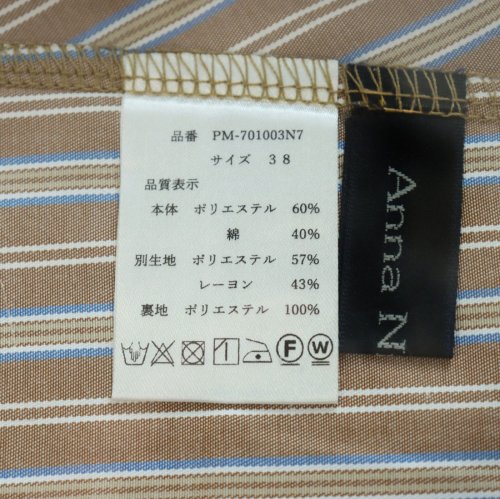 品番 PM-701003N7
サイズ 38
品質表示
本体 ポリエステル 60%
綿 40%
別生地 ポリエステル 57%
レーヨン 43%
裏地 ポリエステル 100%
F W
Anna N